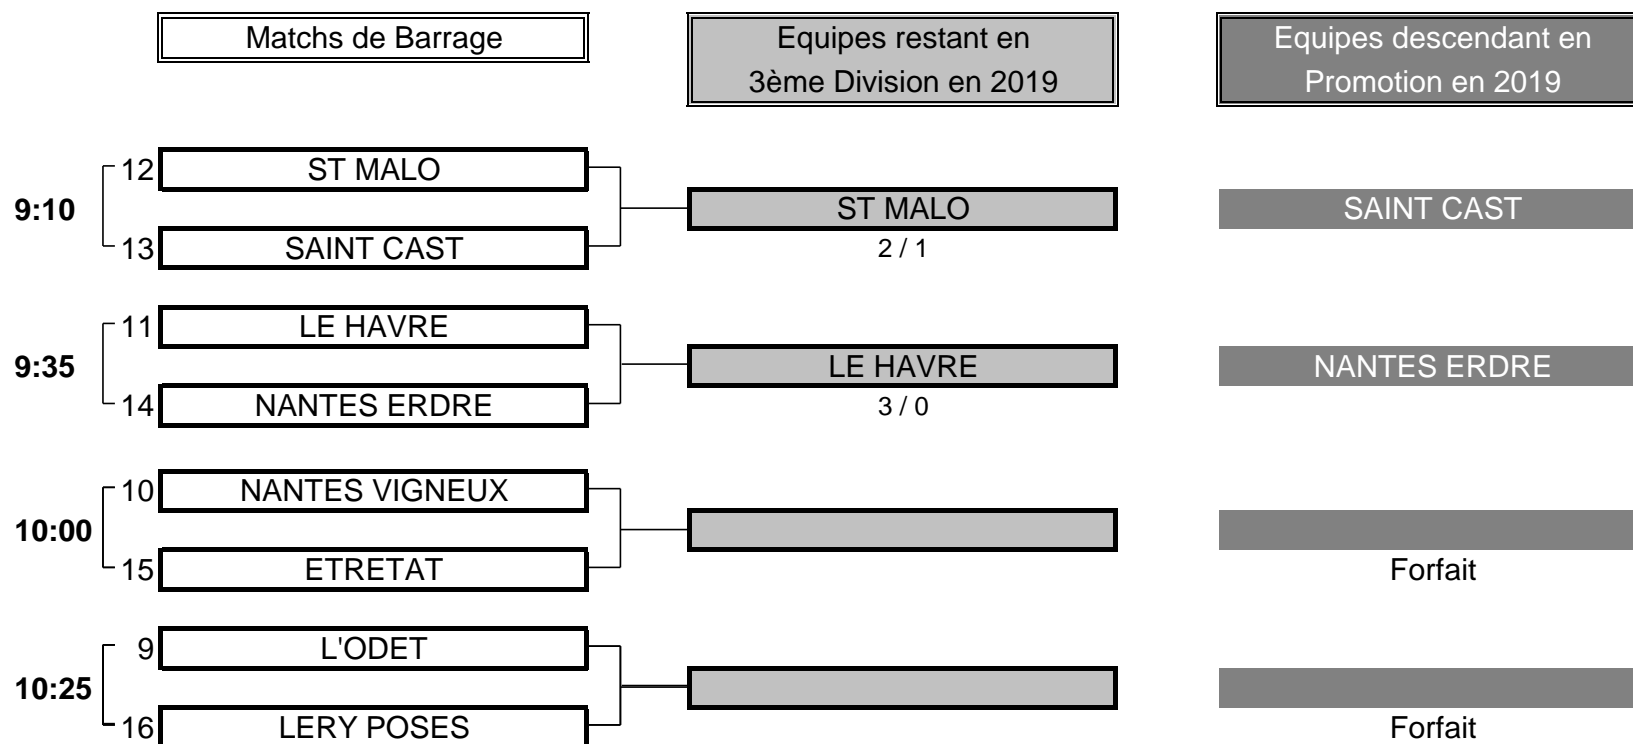 Matchs de Barrage
Equipes restant en
3ème Division en 2019
Equipes descendant en
Promotion en 2019
12 ST MALO
9:10 ST MALO SAINT CAST
13 SAINT CAST 2 / 1
11 LE HAVRE
9:35 LE HAVRE NANTES ERDRE
14 NANTES ERDRE 3 / 0
10 NANTES VIGNEUX
10:00
15 ETRETAT Forfait
9 L'ODET
10:25
16 LERY POSES Forfait